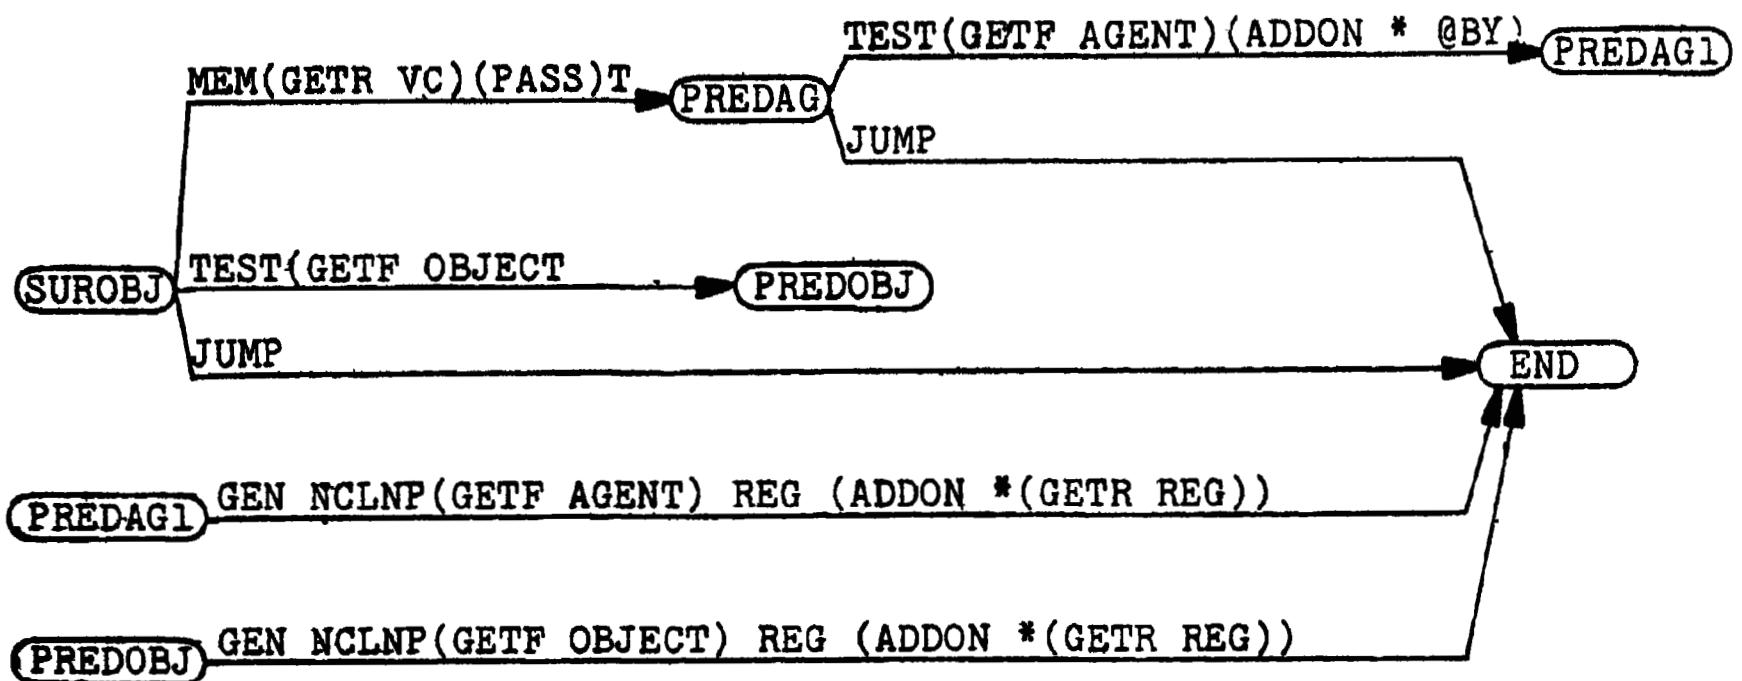 TEST(GETF AGENT)(ADDON * @BY)
PREDAG1
MEM(GETR VC)(PASS)T
PREDAG
JUMP
SUROBJ
TEST(GETF OBJECT
PREDOBJ
JUMP
END
PREDAG1
GEN NCLNP(GETF AGENT) REG (ADDON *(GETR REG))
PREDOBJ
GEN NCLNP(GETF OBJECT) REG (ADDON *(GETR REG))